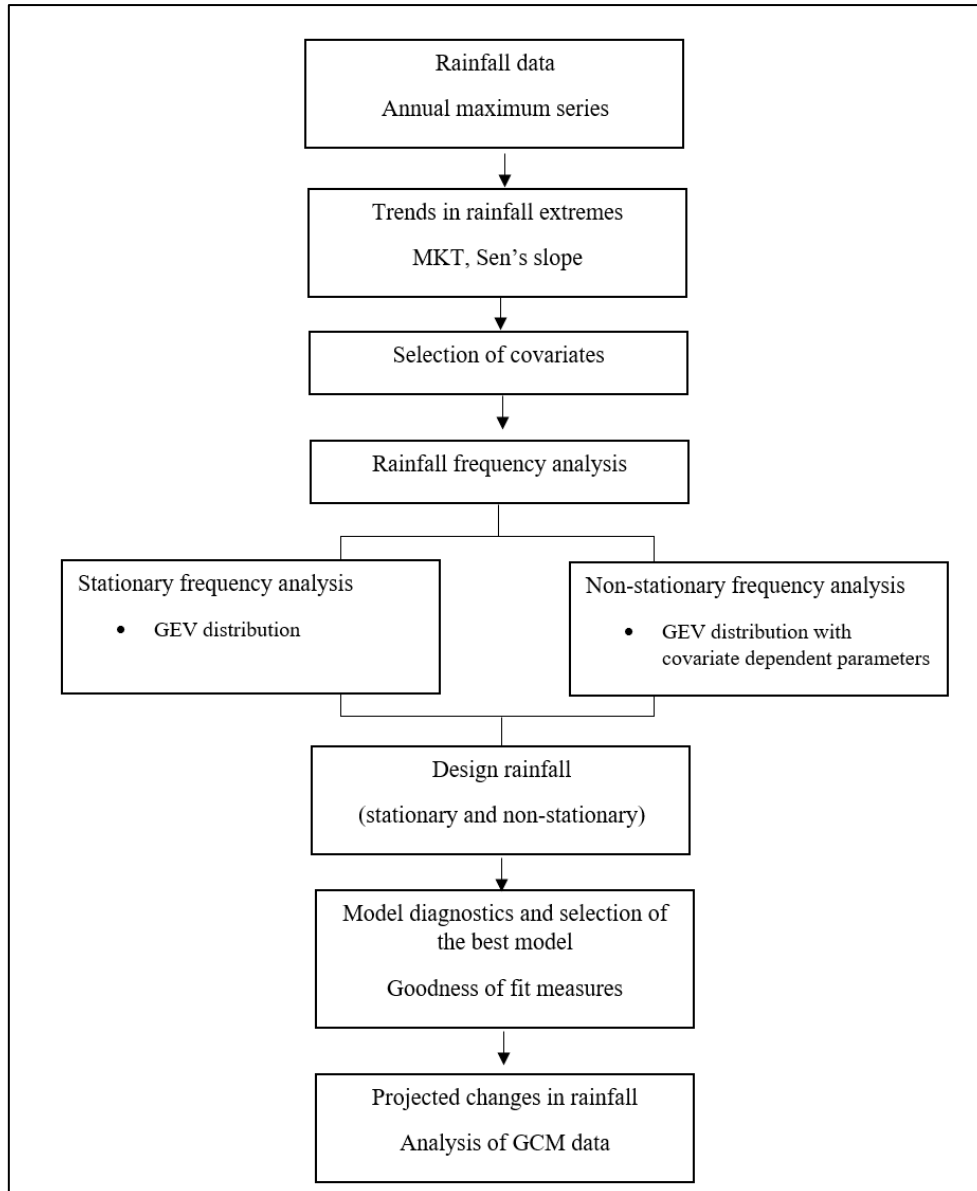 Rainfall data
Annual maximum series
Trends in rainfall extremes
MKT, Sen’s slope
Selection of covariates
Rainfall frequency analysis
Stationary frequency analysis
• GEV distribution
Non-stationary frequency analysis
• GEV distribution with
covariate dependent parameters
Design rainfall
(stationary and non-stationary)
Model diagnostics and selection of
the best model
Goodness of fit measures
Projected changes in rainfall
Analysis of GCM data